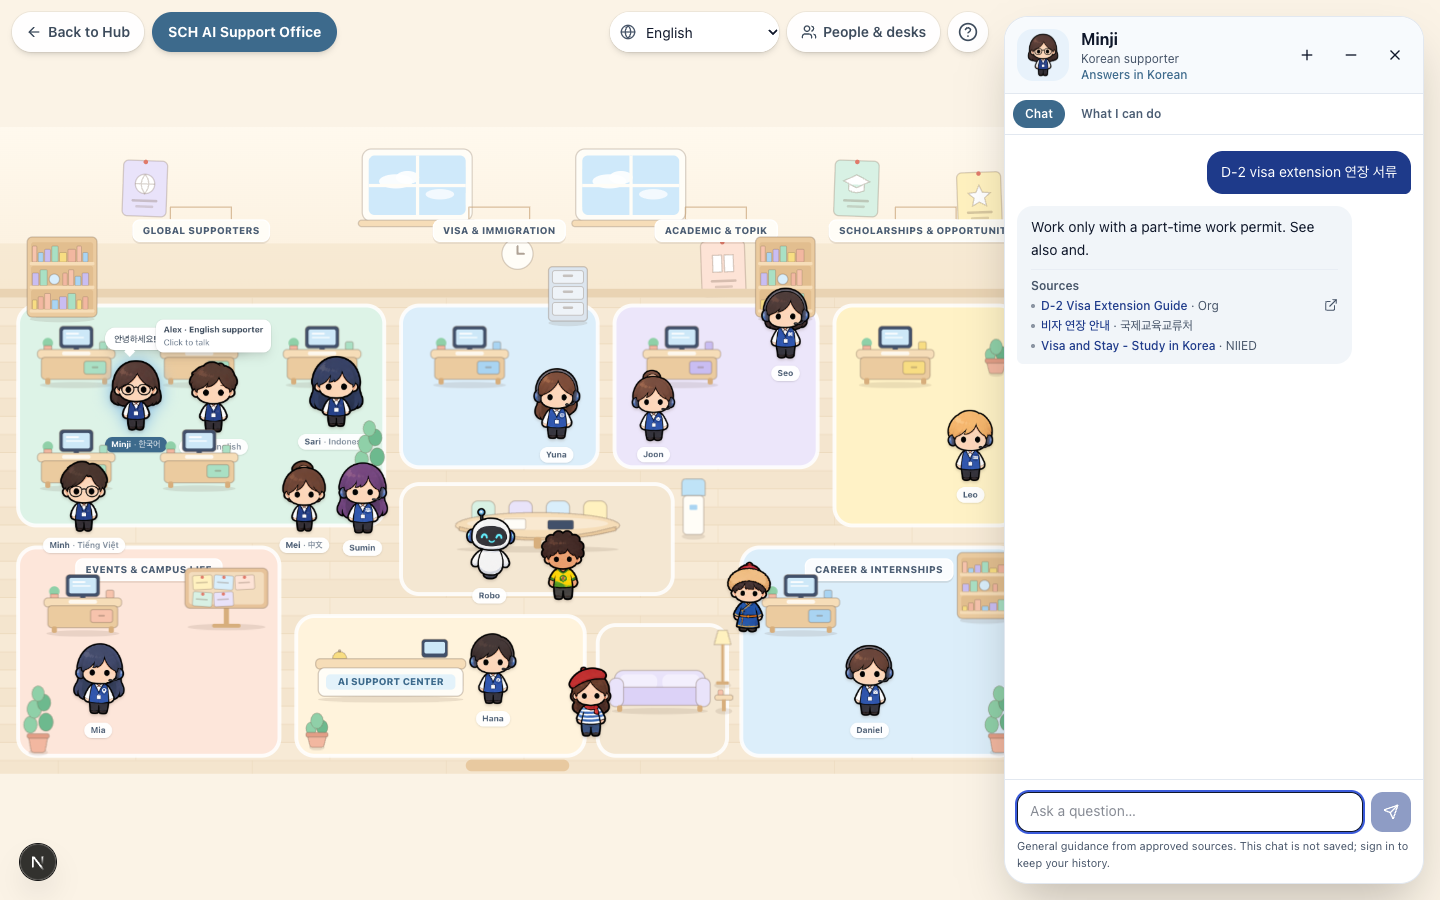 Back to Hub
SCH AI Support Office
English
People & desks
GLOBAL SUPPORTERS
VISA & IMMIGRATION
ACADEMIC & TOPIK
SCHOLARSHIPS & OPPORTUNIT
안녕하세요!
Alex · English supporter
Click to talk
Seo
Minji · 한국어
nglish
Sari · Indones
Yuna
Joon
Leo
Minh · Tiếng Việt
Mei · 中文
Sumin
Robo
EVENTS & CAMPUS LIFE
CAREER & INTERNSHIPS
AI SUPPORT CENTER
Mia
Hana
Daniel
N
Minji
Korean supporter
Answers in Korean
Chat
What I can do
D-2 visa extension 연장 서류
Work only with a part-time work permit. See
also and.
Sources
D-2 Visa Extension Guide · Org
비자 연장 안내 · 국제교육교류처
Visa and Stay - Study in Korea · NIIED
Ask a question...
General guidance from approved sources. This chat is not saved; sign in to
keep your history.